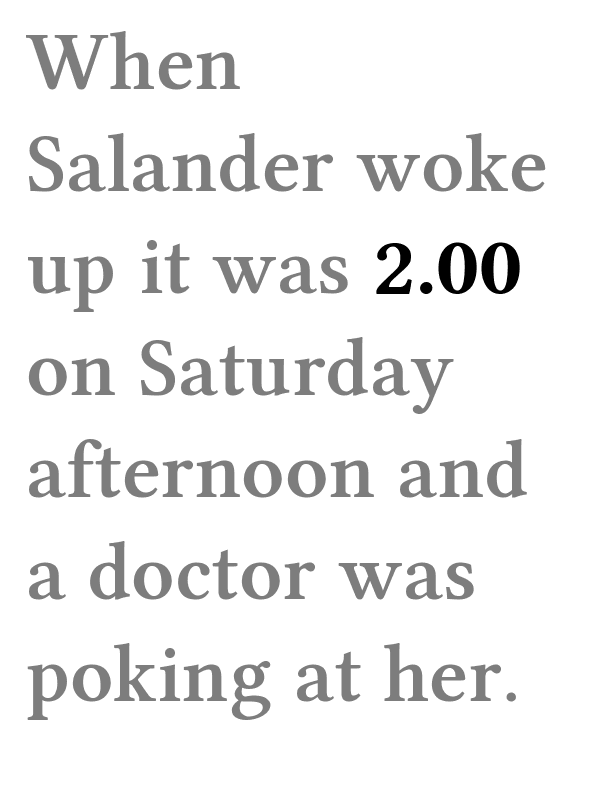 When
Salander woke
up it was 2.00
on Saturday
afternoon and
a doctor was
poking at her.